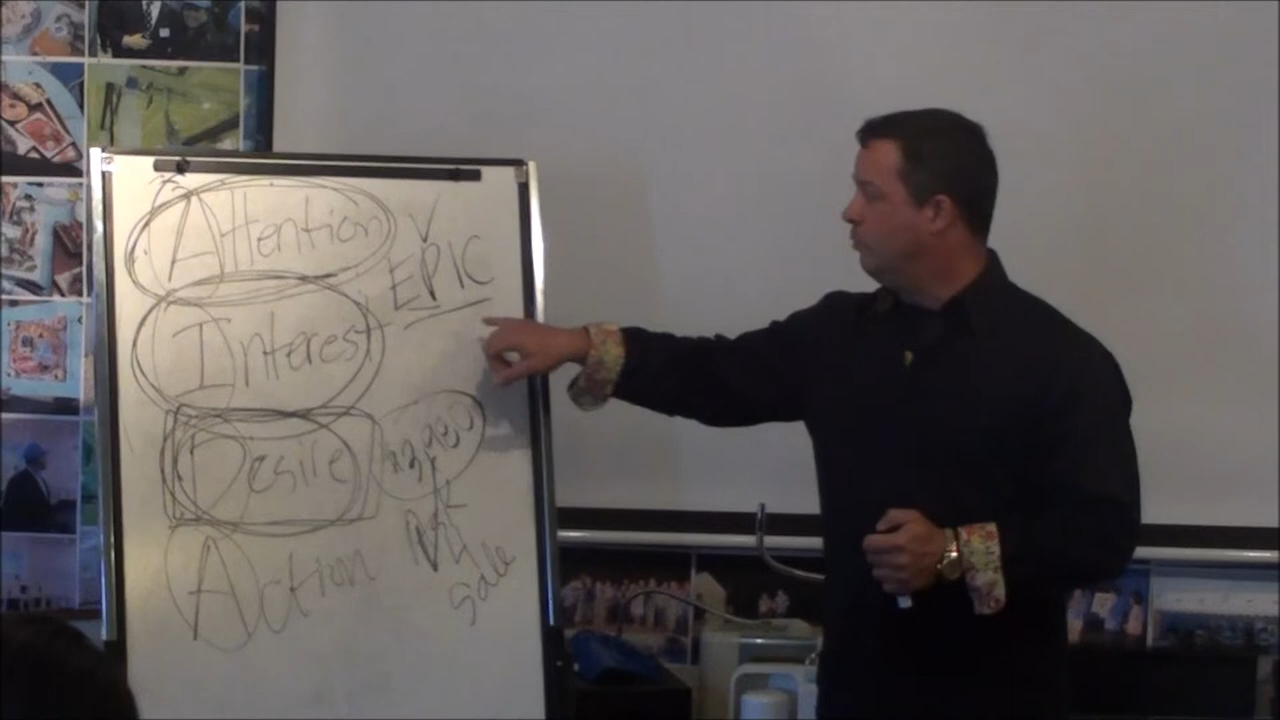 Attention
EPIC
Interest
Desire
Action
Sale